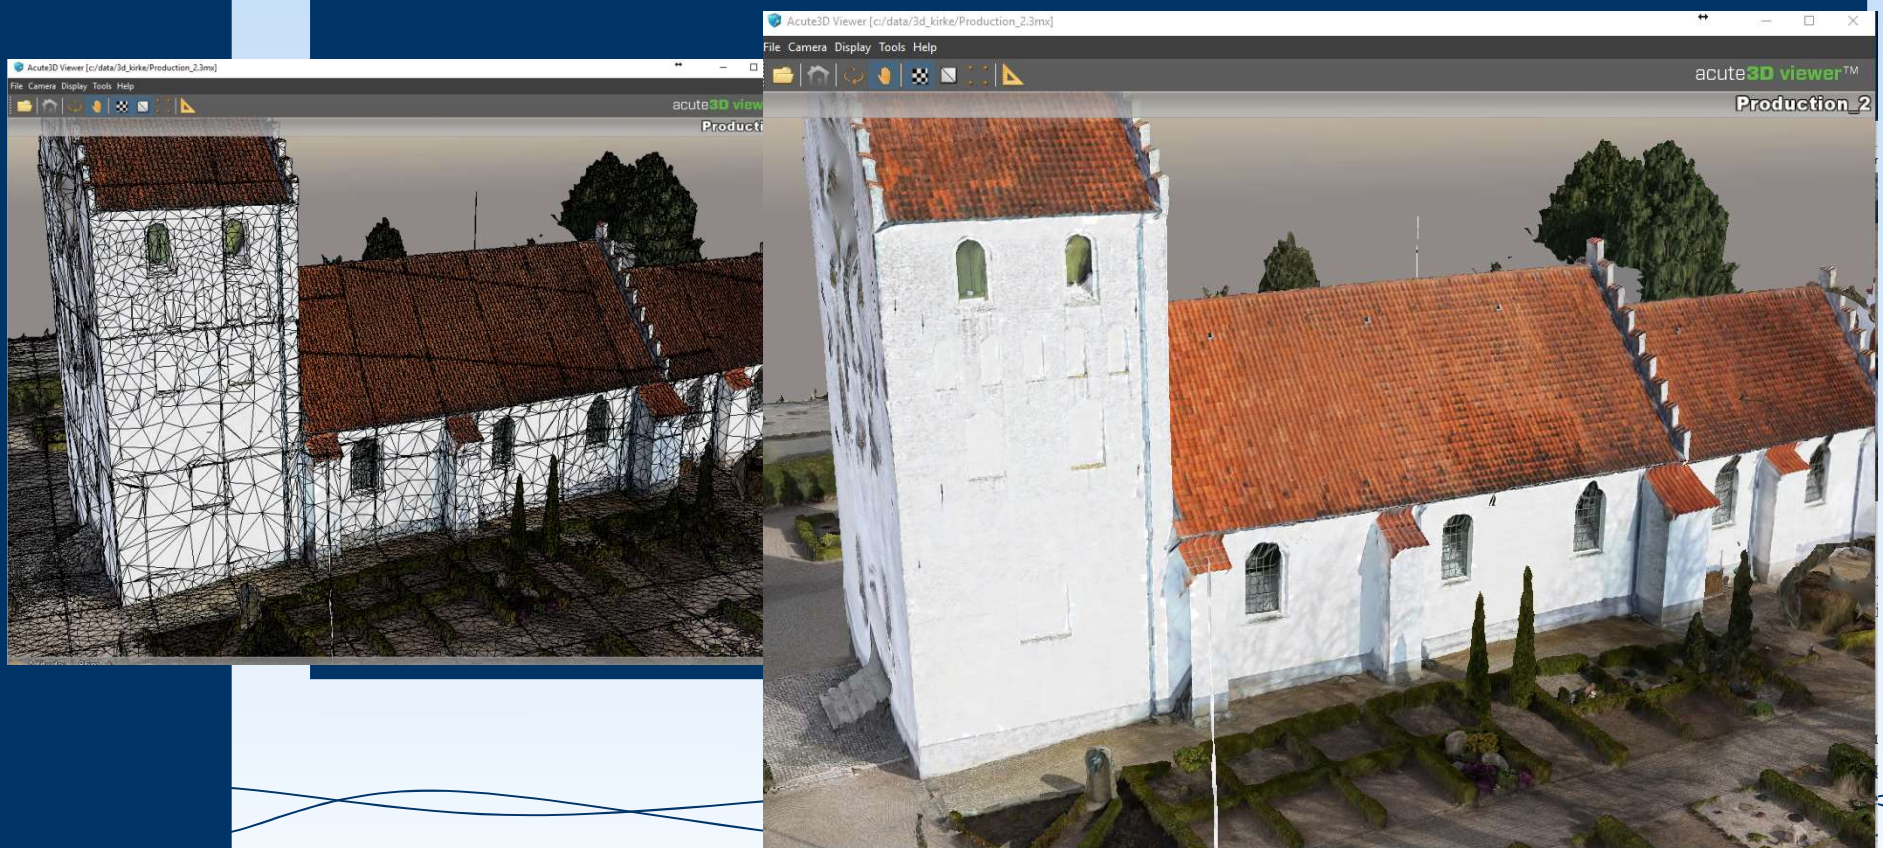 Acute3D Viewer [c:/data/3d_kirke/Production_2.3mx]
File Camera Display Tools Help
acute3D view
Producti
Acute3D Viewer [c:/data/3d_kirke/Production_2.3mx]
File Camera Display Tools Help
acute3D viewer™
Production_2